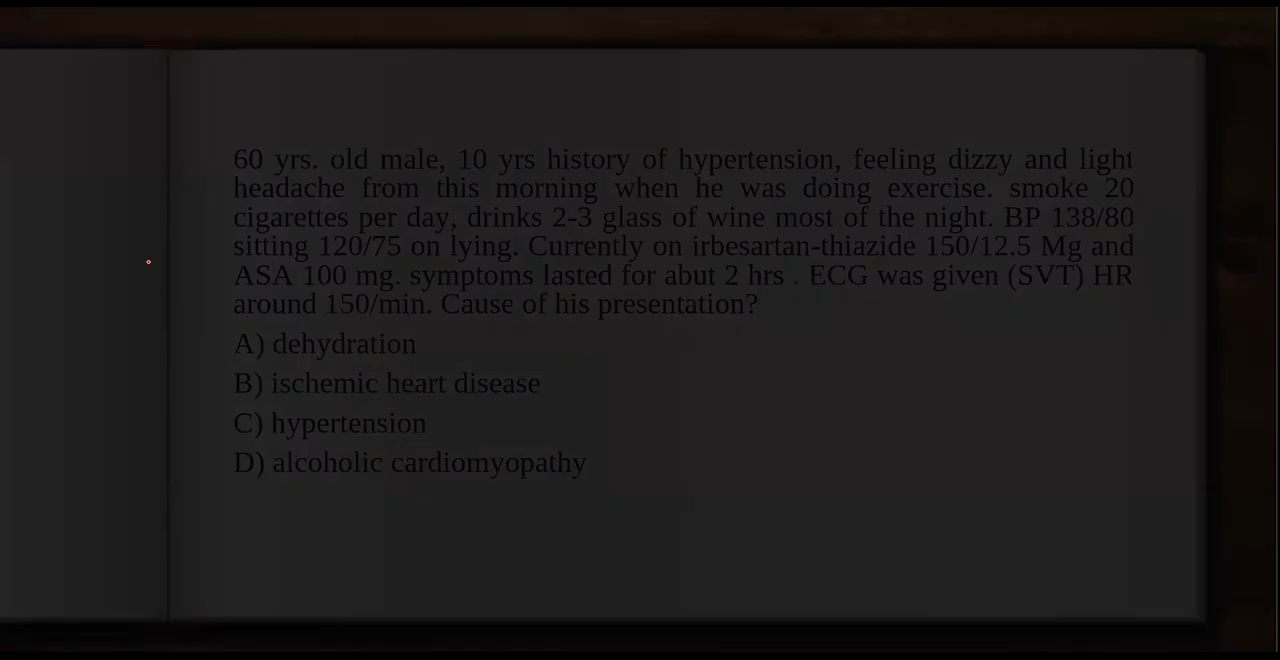 60 yrs. old male, 10 yrs history of hypertension, feeling dizzy and light
headache from this morning when he was doing exercise. smoke 20
cigarettes per day, drinks 2-3 glass of wine most of the night. BP 138/80
sitting 120/75 on lying. Currently on irbesartan-thiazide 150/12.5 Mg and
ASA 100 mg. symptoms lasted for abut 2 hrs . ECG was given (SVT) HR
around 150/min. Cause of his presentation?
A) dehydration
B) ischemic heart disease
C) hypertension
D) alcoholic cardiomyopathy